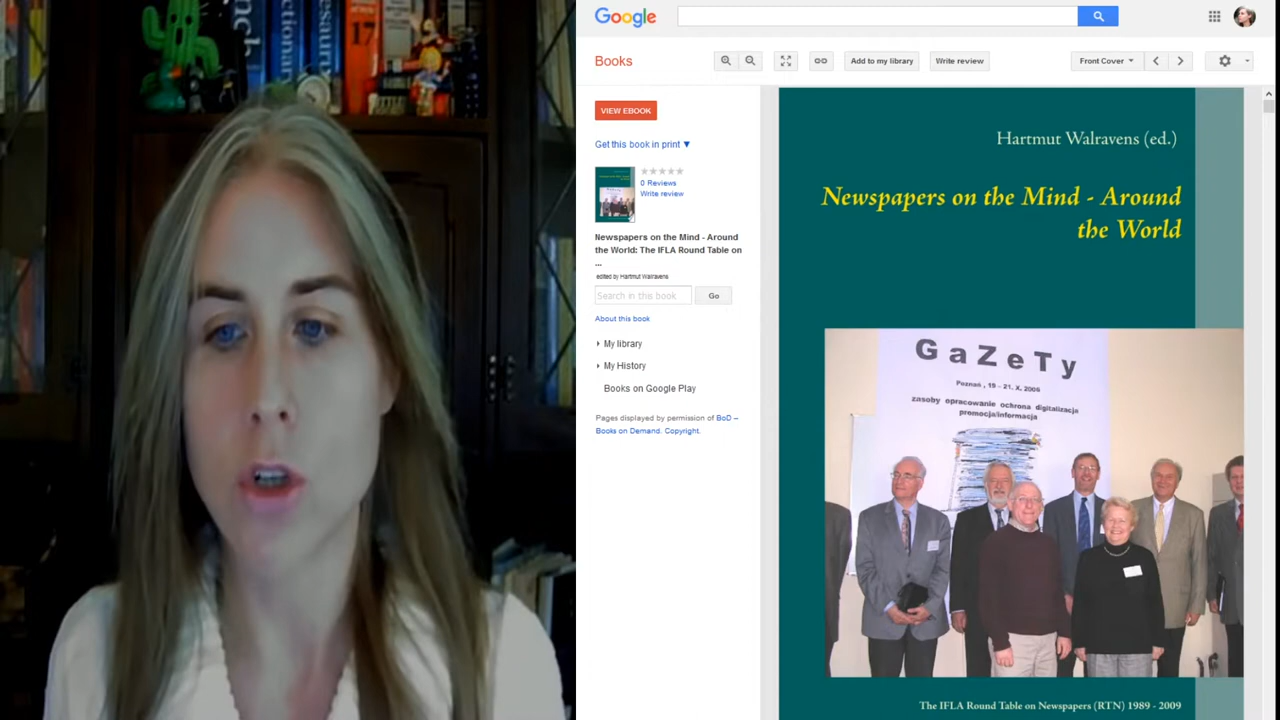 nch
ictionary
17
Google
Books
Add to my library
Write review
Front Cover
VIEW EBOOK
Get this book in print ▼
0 Reviews
Write review
Newspapers on the Mind - Around
the World: The IFLA Round Table on
...
edited by Hartmut Walravens
Search in this book
Go
About this book
My library
My History
Books on Google Play
Pages displayed by permission of BoD –
Books on Demand. Copyright.
Hartmut Walravens (ed.)
Newspapers on the Mind - Around
the World
GaZeTy
Poznań , 19 - 21. X. 2006
zasoby opracowanie ochrona digitalizacja
promocja/informacja
The IFLA Round Table on Newspapers (RTN) 1989 - 2009